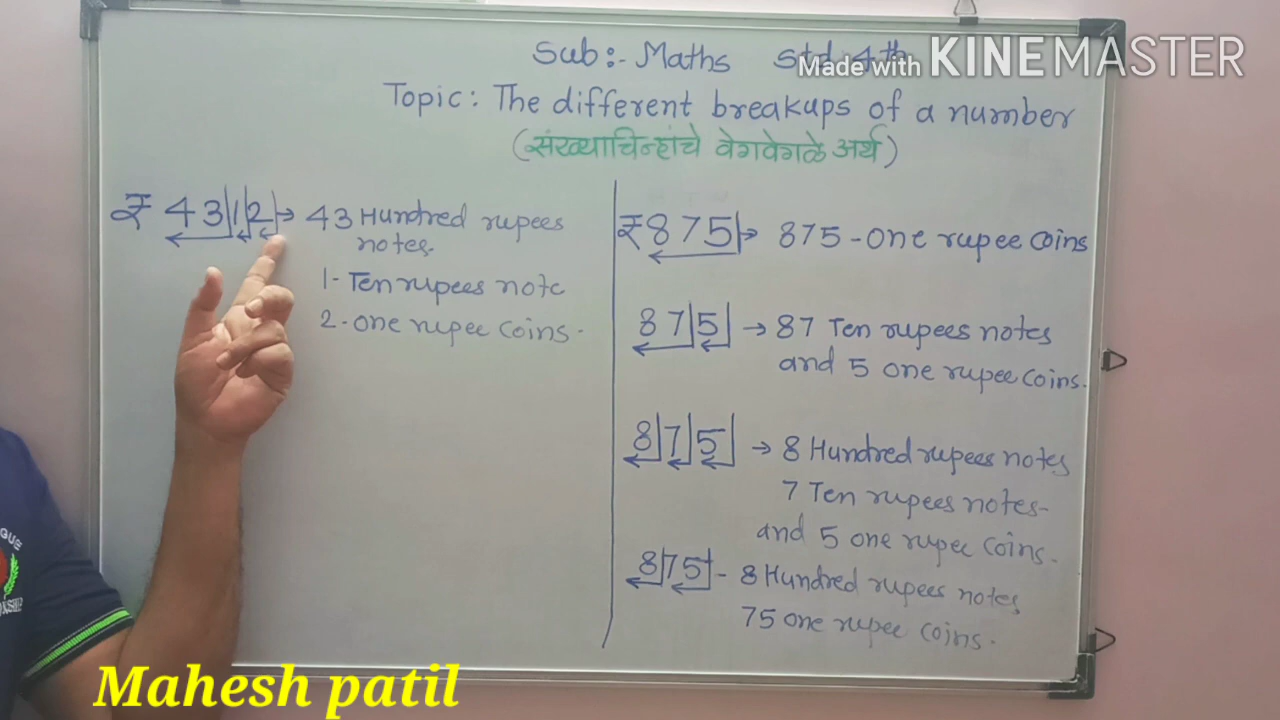 Sub:- Maths std 4th
Made with KINEMASTER
Topic: The different breakups of a number
(संख्याचिन्हांचे वेगवेगळे अर्थ)
₹ 43|1|2|→ 43 Hundred rupees
notes.
1- Ten rupees note
2-one rupee coins-
₹875|→ 875-one rupee coins
87|5| → 87 Ten rupees notes
and 5 one rupee coins.
8|7|5| → 8 Hundred rupees notes
7 Ten rupees notes-
and 5 one rupee coins.
8|75| - 8 Hundred rupees notes
75 one rupee coins.
Mahesh patil